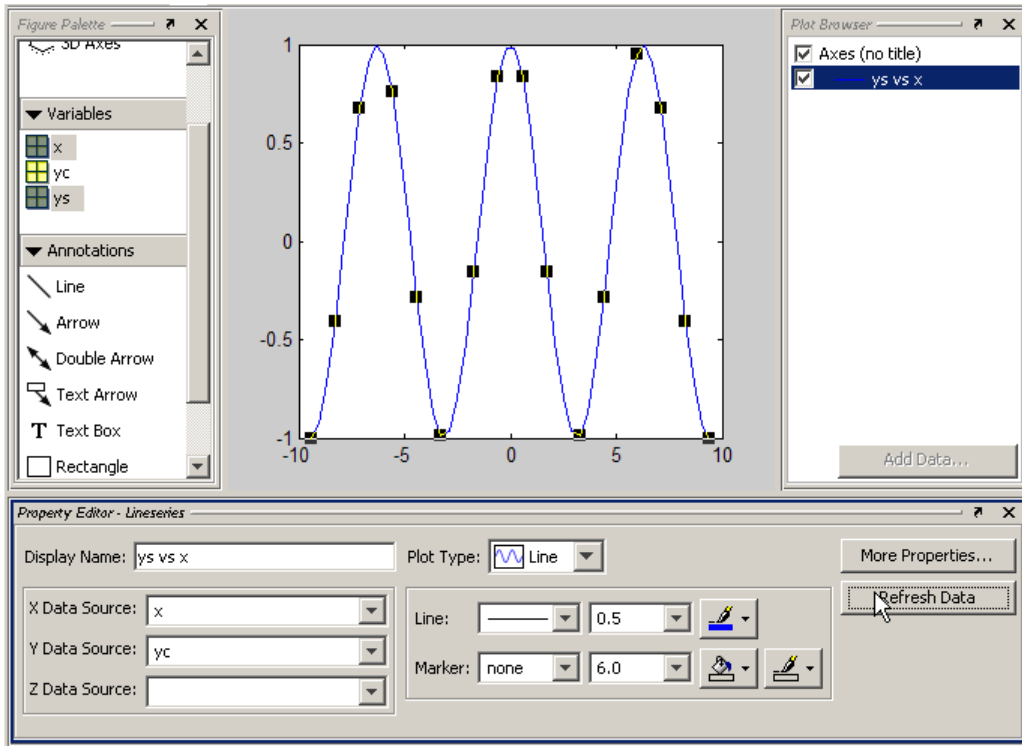 Figure Palette
3D Axes
Variables
x
yc
ys
Annotations
Line
Arrow
Double Arrow
Text Arrow
T Text Box
Rectangle
1
0.5
0
-0.5
-1
-10
-5
0
5
10
Plot Browser
Axes (no title)
ys vs x
Add Data...
Property Editor - Lineseries
Display Name: ys vs x
Plot Type: Line
More Properties...
Refresh Data
X Data Source: x
Y Data Source: yc
Z Data Source:
Line: 0.5
Marker: none 6.0